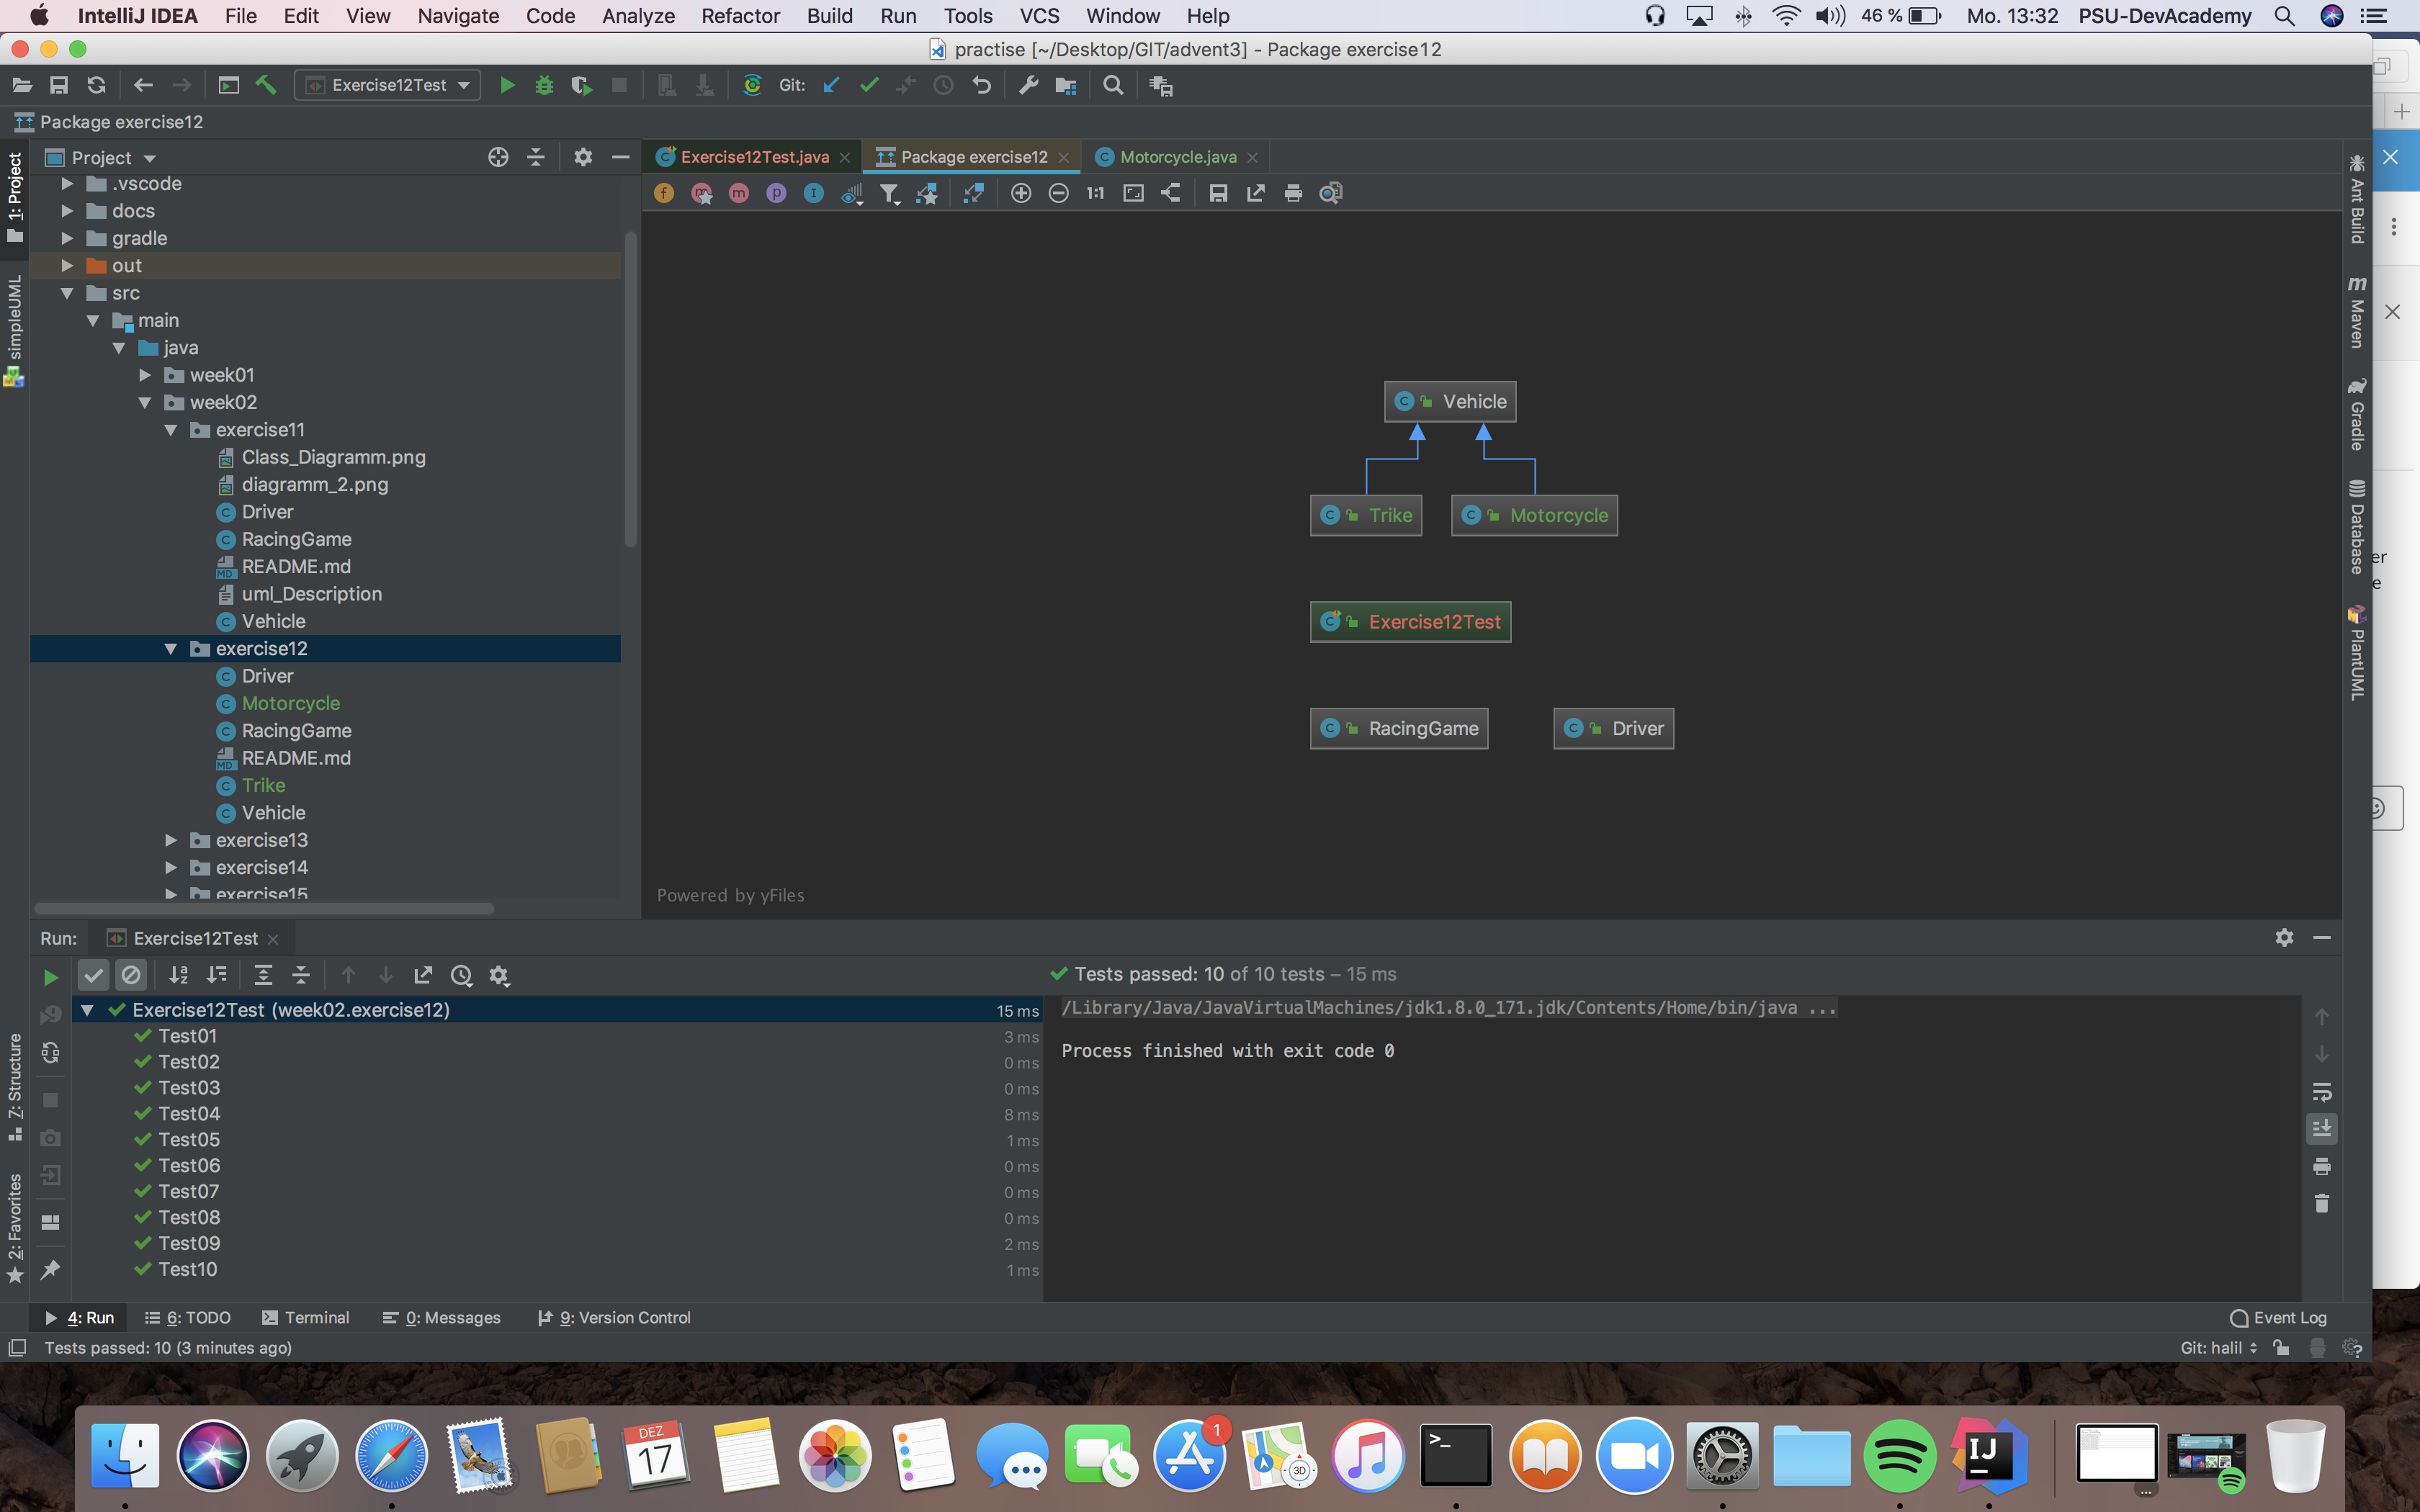 IntelliJ IDEA File Edit View Navigate Code Analyze Refactor Build Run Tools VCS Window Help 46 % Mo. 13:32 PSU-DevAcademy
practise [~/Desktop/GIT/advent3] - Package exercise12
Exercise12Test Git:
Package exercise12
1: Project
simpleUML
7: Structure
2: Favorites
Project
.vscode
docs
gradle
out
src
main
java
week01
week02
exercise11
Class_Diagramm.png
diagramm_2.png
Driver
RacingGame
README.md
uml_Description
Vehicle
exercise12
Driver
Motorcycle
RacingGame
README.md
Trike
Vehicle
exercise13
exercise14
exercise15
Exercise12Test.java Package exercise12 Motorcycle.java
1:1
Vehicle
Trike Motorcycle
Exercise12Test
RacingGame Driver
Powered by yFiles
Ant Build
Maven
Gradle
Database
PlantUML
er
e
Run: Exercise12Test
Tests passed: 10 of 10 tests – 15 ms
Exercise12Test (week02.exercise12) 15 ms
Test01 3 ms
Test02 0 ms
Test03 0 ms
Test04 8 ms
Test05 1 ms
Test06 0 ms
Test07 0 ms
Test08 0 ms
Test09 2 ms
Test10 1 ms
/Library/Java/JavaVirtualMachines/jdk1.8.0_171.jdk/Contents/Home/bin/java ...
Process finished with exit code 0
4: Run 6: TODO Terminal 0: Messages 9: Version Control Event Log
Tests passed: 10 (3 minutes ago) Git: halil
DEZ
17
1
3D
IJ